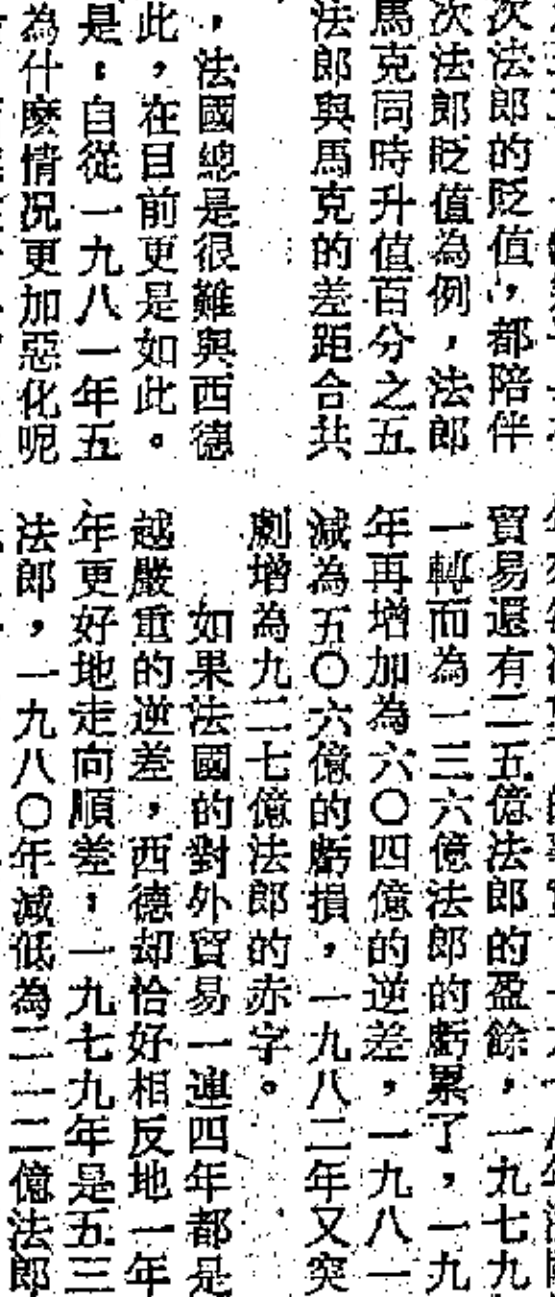 次法郎的貶值，都陪伴
次法郎貶值為例，法郎
馬克同時升值百分之五
法郎與馬克的差距合共
，法國總是很難與西德
此，在目前更是如此。
是：自從一九八一年五
為什麼情況更加惡化呢
貿易還有二五億法郎的盈餘，一九七九
一轉而為一三六億法郎的虧累了，一九
年再增加為六〇四億的逆差，一九八一
減為五〇六億的虧損，一九八二年又突
劇增為九二七億法郎的赤字。
如果法國的對外貿易一連四年都是
越嚴重的逆差，西德却恰好相反地一年
年更好地走向順差；一九七九年是五三
法郎，一九八〇年減低為二一二億法郎